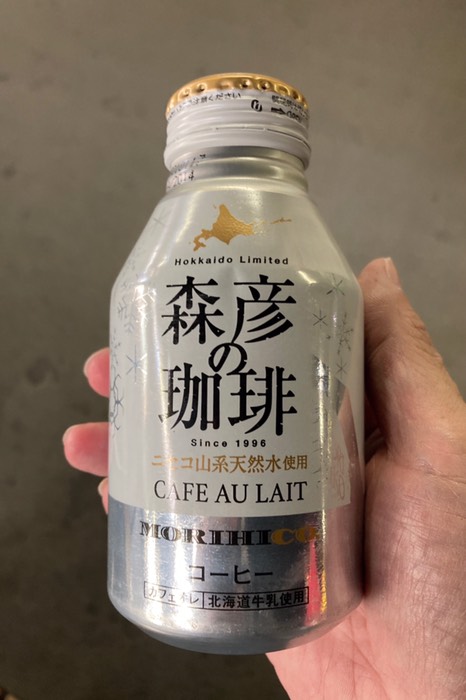 Hokkaido Limited
森彦
の
珈琲
Since 1996
ニセコ山系天然水使用
CAFE AU LAIT
MORIHICO
コーヒー
カフェオレ 北海道牛乳使用